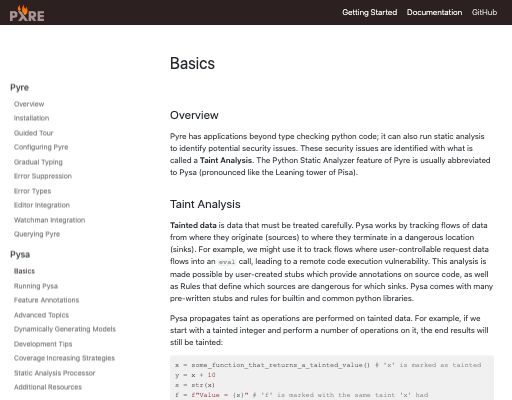 PYRE
Getting Started
Documentation
GitHub
Pyre
Overview
Installation
Guided Tour
Configuring Pyre
Gradual Typing
Error Suppression
Error Types
Editor Integration
Watchman Integration
Querying Pyre
Pysa
Basics
Running Pysa
Feature Annotations
Advanced Topics
Dynamically Generating Models
Development Tips
Coverage Increasing Strategies
Static Analysis Processor
Additional Resources
Basics
Overview
Pyre has applications beyond type checking python code; it can also run static analysis
to identify potential security issues. These security issues are identified with what is
called a Taint Analysis. The Python Static Analyzer feature of Pyre is usually abbreviated
to Pysa (pronounced like the Leaning tower of Pisa).
Taint Analysis
Tainted data is data that must be treated carefully. Pysa works by tracking flows of data
from where they originate (sources) to where they terminate in a dangerous location
(sinks). For example, we might use it to track flows where user-controllable request data
flows into an eval call, leading to a remote code execution vulnerability. This analysis is
made possible by user-created stubs which provide annotations on source code, as well
as Rules that define which sources are dangerous for which sinks. Pysa comes with many
pre-written stubs and rules for builtin and common python libraries.
Pysa propagates taint as operations are performed on tainted data. For example, if we
start with a tainted integer and perform a number of operations on it, the end results will
still be tainted:
x = some_function_that_returns_a_tainted_value() # 'x' is marked as tainted
y = x + 10
s = str(x)
f = f"Value = {s}" # 'f' is marked with the same taint 'x' had